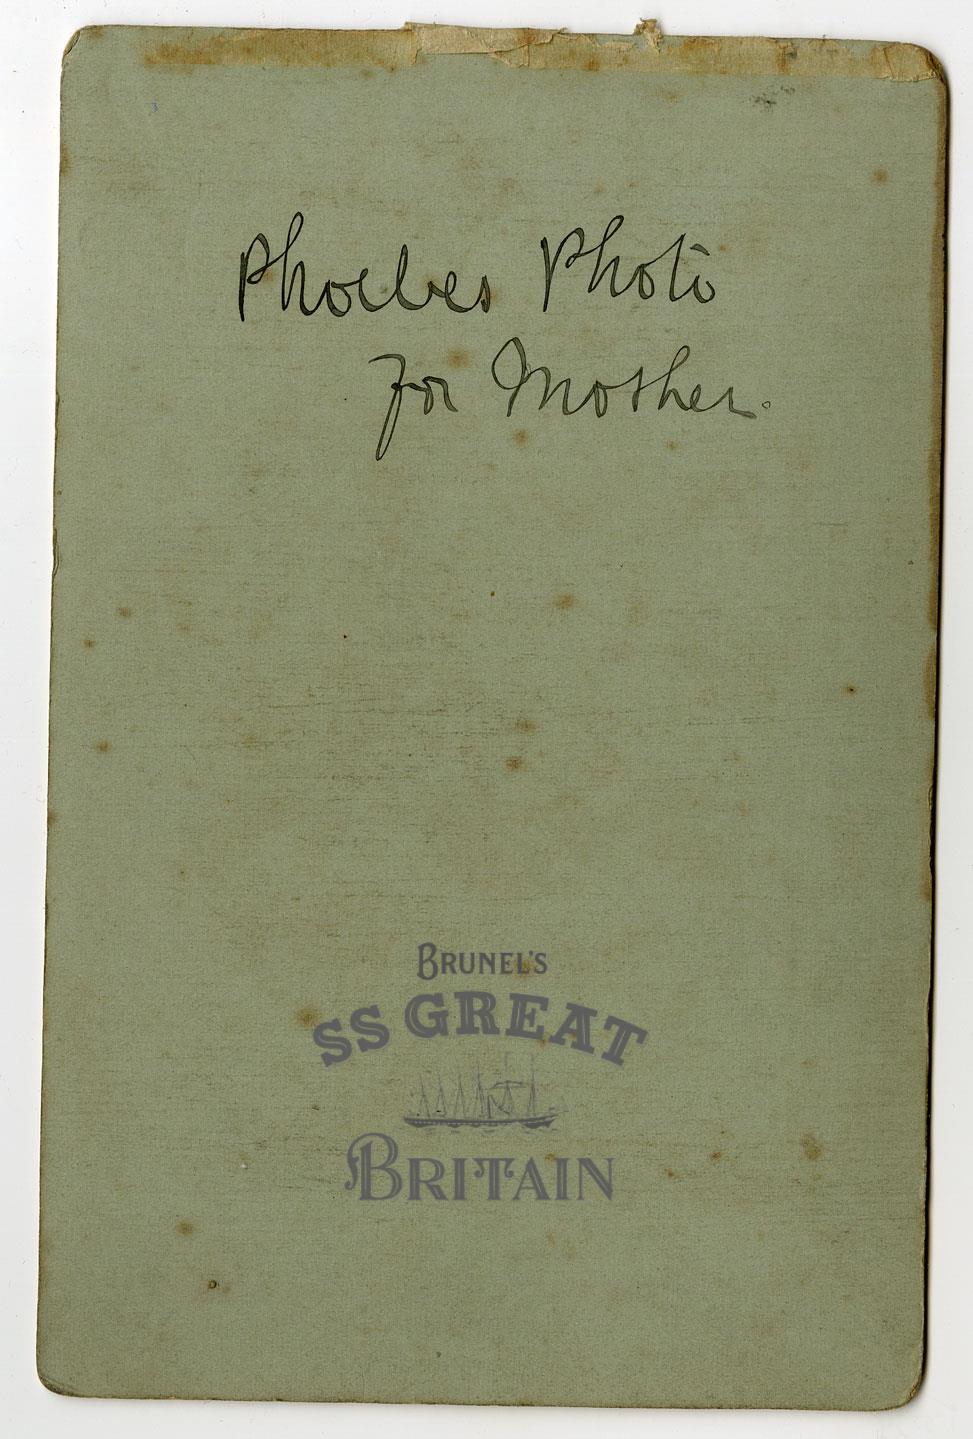 Phoebes Photo
for Mother.
BRUNEL'S
SS GREAT
BRITAIN